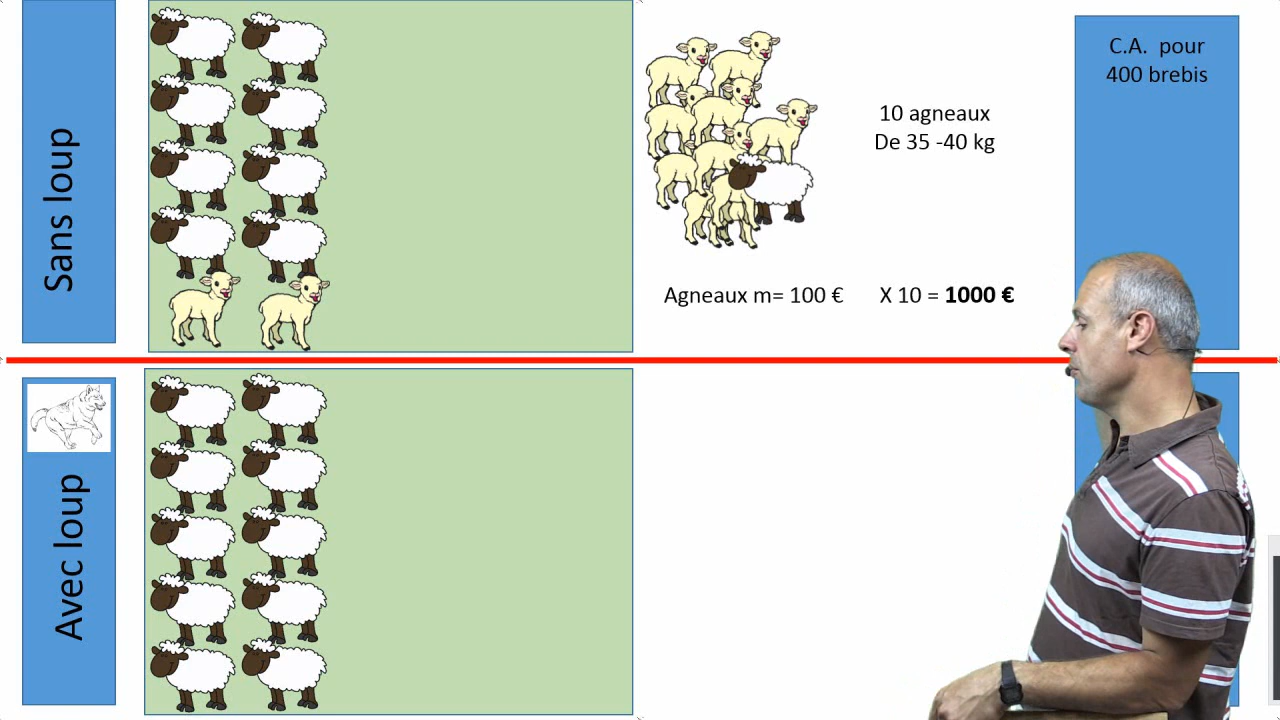 Sans loup
10 agneaux
De 35 -40 kg
Agneaux m= 100 € X 10 = 1000 €
C.A. pour
400 brebis
Avec loup